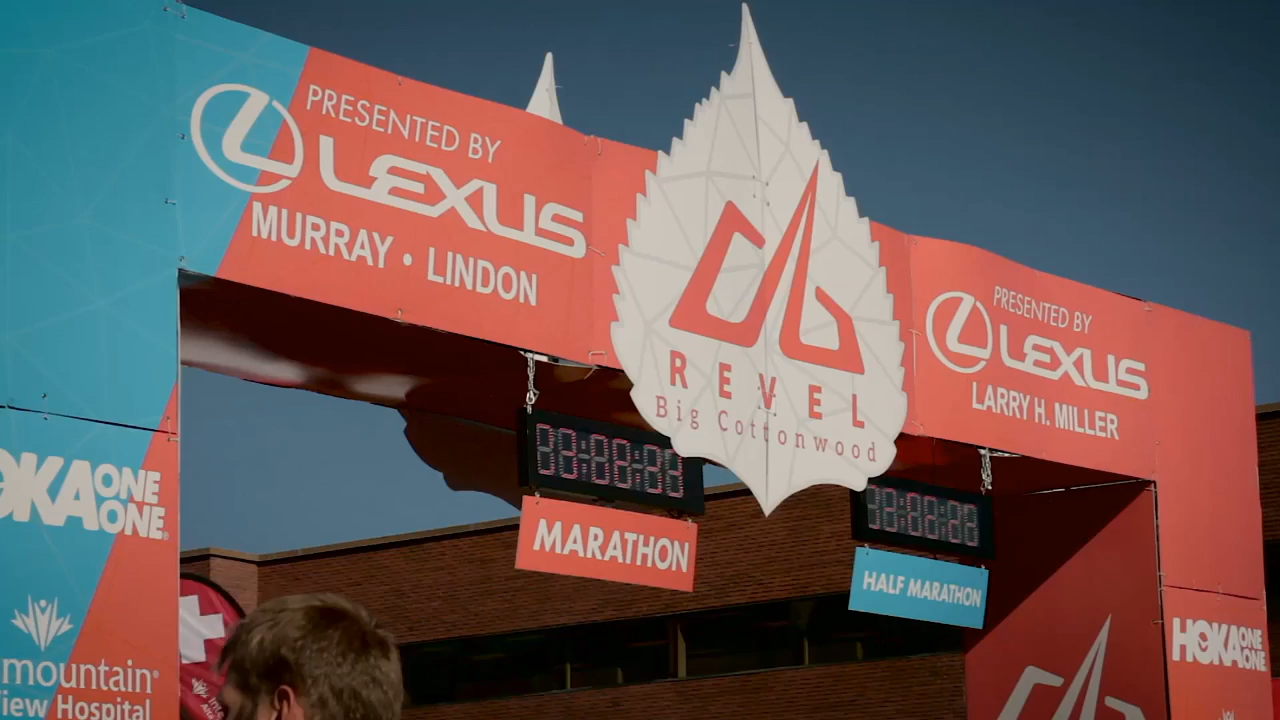 PRESENTED BY
LEXUS
MURRAY • LINDON
REVEL
Big Cottonwood
PRESENTED BY
LEXUS
LARRY H. MILLER
MARATHON
HALF MARATHON
HOKA ONE ONE
mountain
Hospital
HOKA ONE ONE